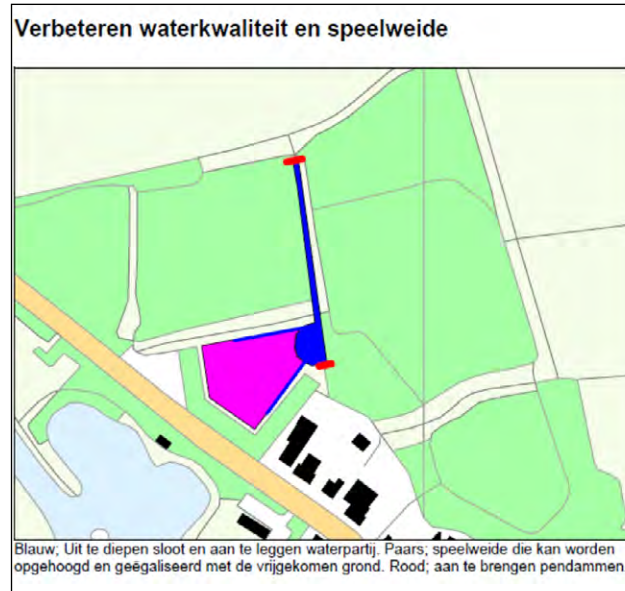 Verbeteren waterkwaliteit en speelweide
Blauw; Uit te diepen sloot en aan te leggen waterpartij. Paars; speelweide die kan worden
opgehoogd en geëgaliseerd met de vrijgekomen grond. Rood; aan te brengen pendammen